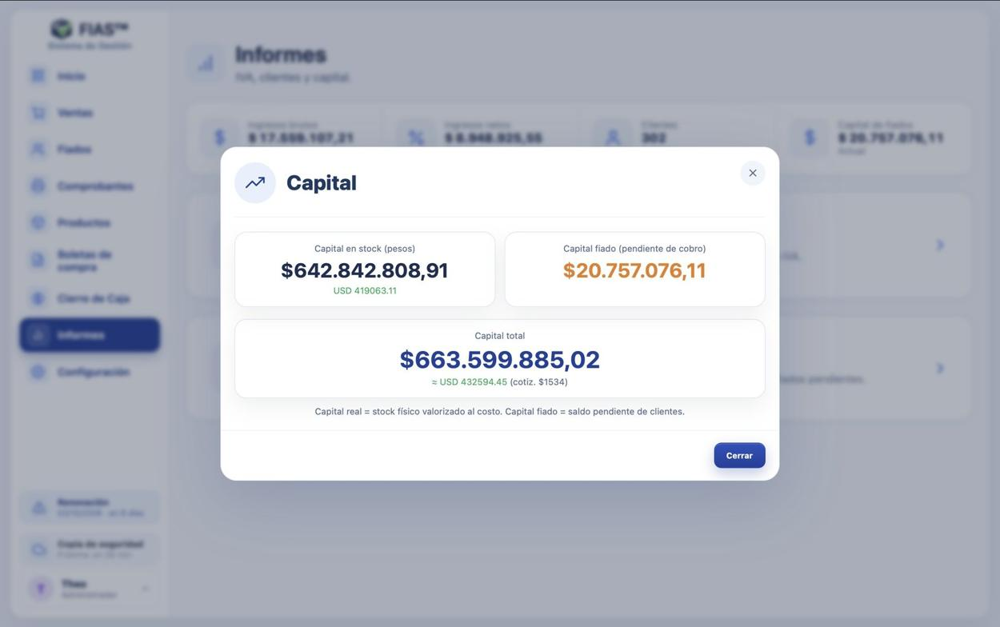 FIAS™
Sistema de Gestión
Inicio
Ventas
Fiados
Comprobantes
Productos
Boletas de
compra
Cierre de Caja
Informes
Configuración
Renovación
Copia de seguridad
Theo
Administrador
Informes
IVA, clientes y capital.
Ingresos brutos
$ 17.559.107,21
Ingresos netos
$ 8.948.925,55
Clientes
302
Capital de fiados
$ 20.757.076,11
Actual
Capital
Capital en stock (pesos)
$642.842.808,91
USD 419063.11
Capital fiado (pendiente de cobro)
$20.757.076,11
Capital total
$663.599.885,02
≈ USD 432594.45 (cotiz. $1534)
Capital real = stock físico valorizado al costo. Capital fiado = saldo pendiente de clientes.
Cerrar
IVA.
pendientes.